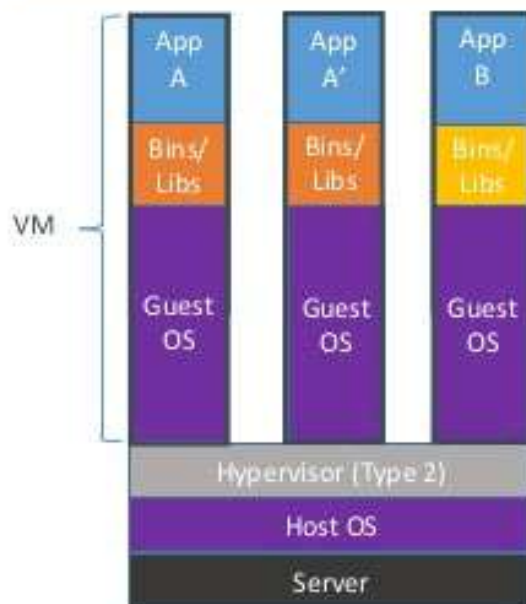 App
A
App
A'
App
B
Bins/
Libs
Bins/
Libs
Bins/
Libs
VM
Guest
OS
Guest
OS
Guest
OS
Hypervisor (Type 2)
Host OS
Server